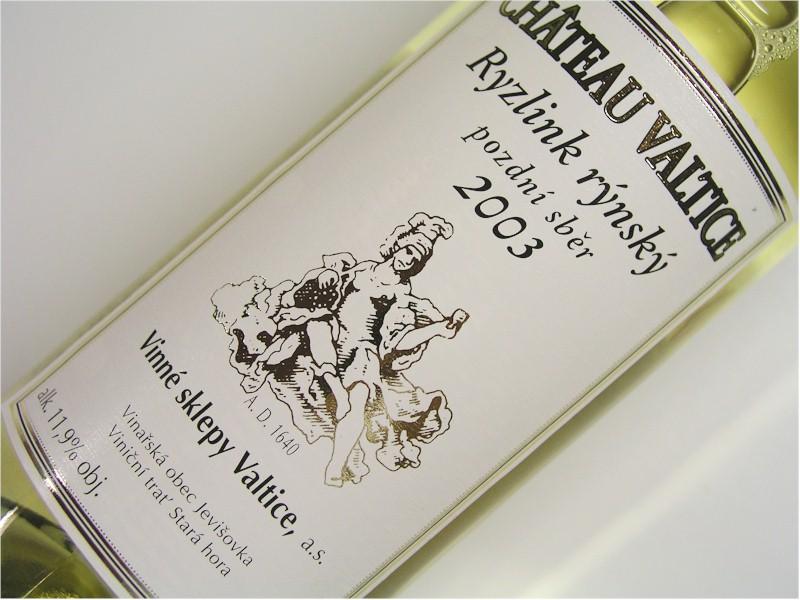 CHÂTEAU VALTICE
Ryzlink rýnský
pozdní sběr
2003
A. D. 1640
Vinné sklepy Valtice, a.s.
Vinařská obec Jevišovka
Viniční trať Stará hora
alk. 11,9% obj.